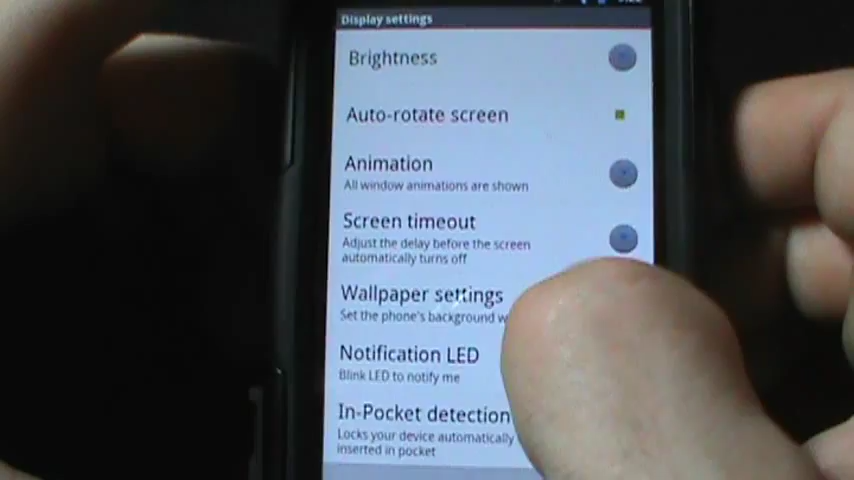 Display settings
Brightness
Auto-rotate screen
Animation
All window animations are shown
Screen timeout
Adjust the delay before the screen
automatically turns off
Wallpaper settings
Set the phone's background
Notification LED
Blink LED to notify me
In-Pocket detection
Locks your device automatically
inserted in pocket